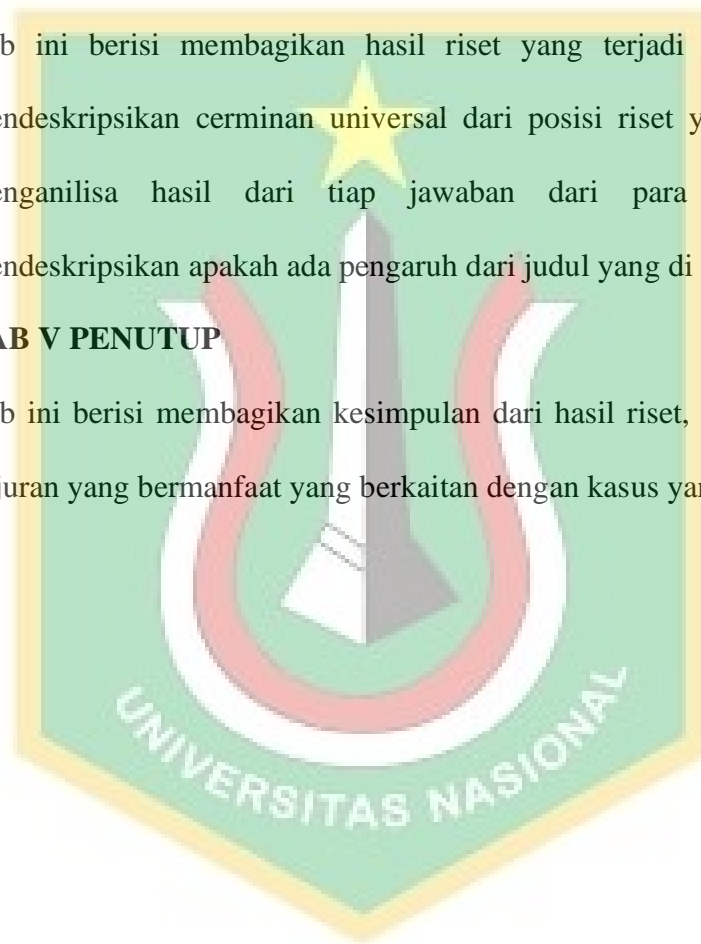 b ini berisi membagikan hasil riset yang terjadi
endeskripsikan cerminan universal dari posisi riset y
enganilisa hasil dari tiap jawaban dari para
endeskripsikan apakah ada pengaruh dari judul yang di
AB V PENUTUP
b ini berisi membagikan kesimpulan dari hasil riset,
juran yang bermanfaat yang berkaitan dengan kasus yan
UNIVERSITAS NASIONAL